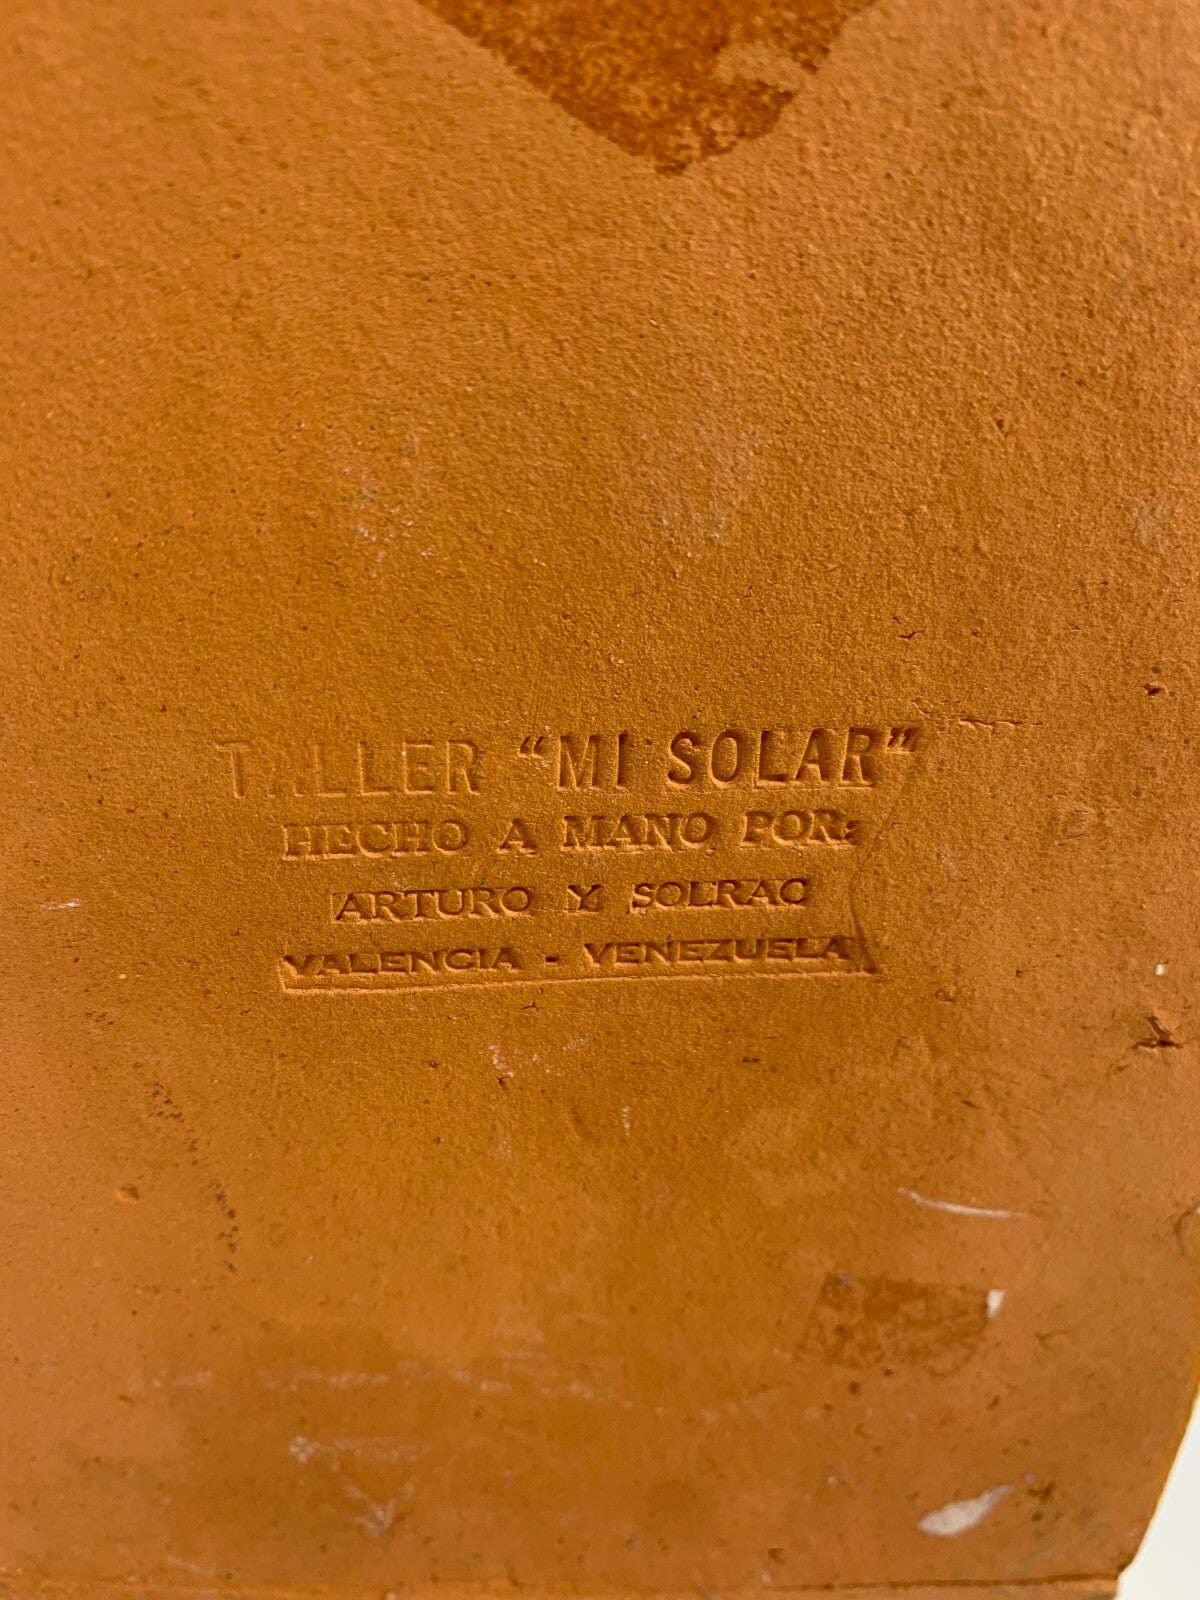 TALLER "MI SOLAR"
HECHO A MANO POR:
ARTURO Y SOLRAC
VALENCIA - VENEZUELA